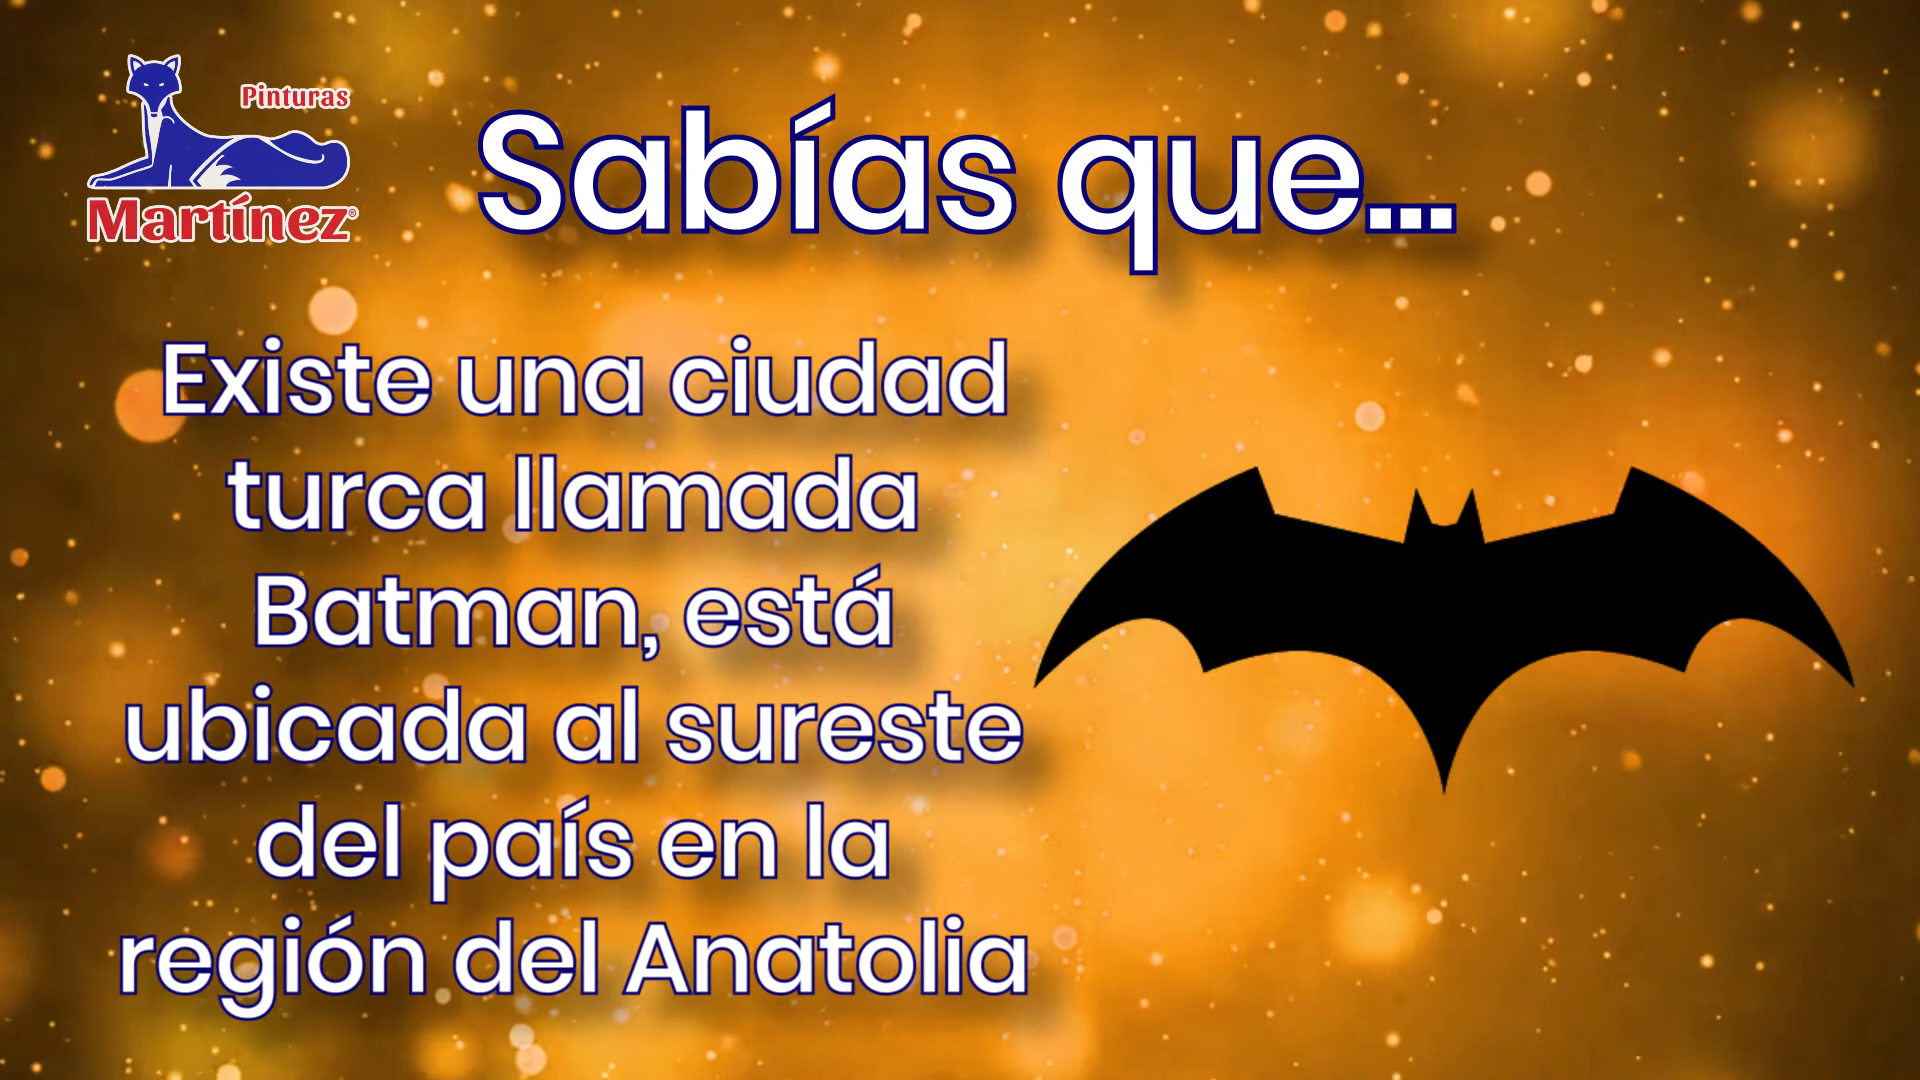 Pinturas
Martínez®
Sabías que...
Existe una ciudad
turca llamada
Batman, está
ubicada al sureste
del país en la
región del Anatolia